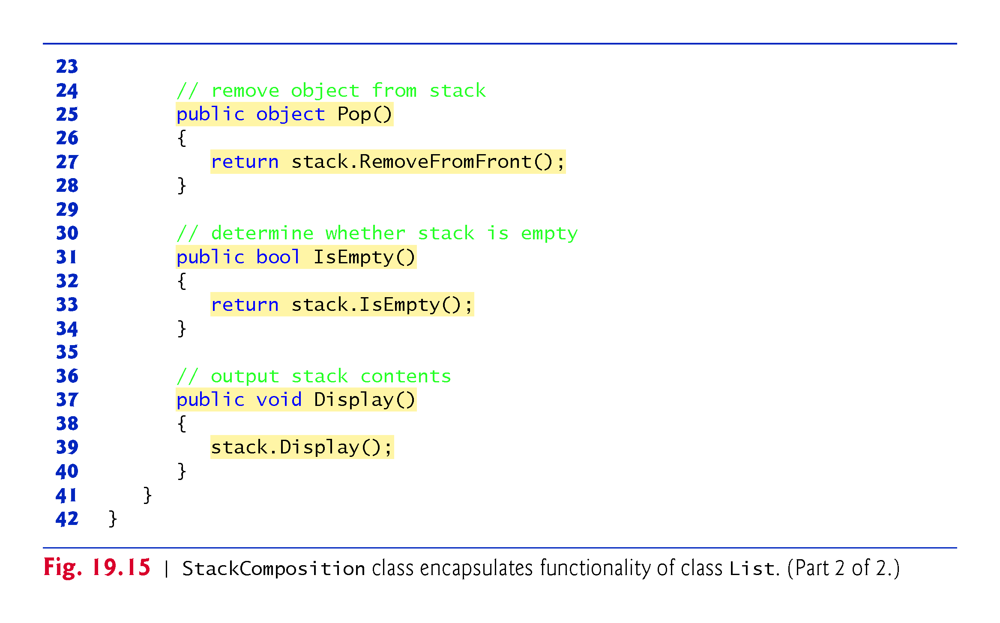 23
24 // remove object from stack
25 public object Pop()
26 {
27 return stack.RemoveFromFront();
28 }
29
30 // determine whether stack is empty
31 public bool IsEmpty()
32 {
33 return stack.IsEmpty();
34 }
35
36 // output stack contents
37 public void Display()
38 {
39 stack.Display();
40 }
41 }
42 }
Fig. 19.15 | StackComposition class encapsulates functionality of class List. (Part 2 of 2.)